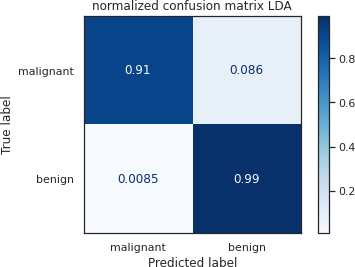 normalized confusion matrix LDA
True label
malignant
0.91
0.086
benign
0.0085
0.99
malignant
benign
Predicted label
0.8
0.6
0.4
0.2